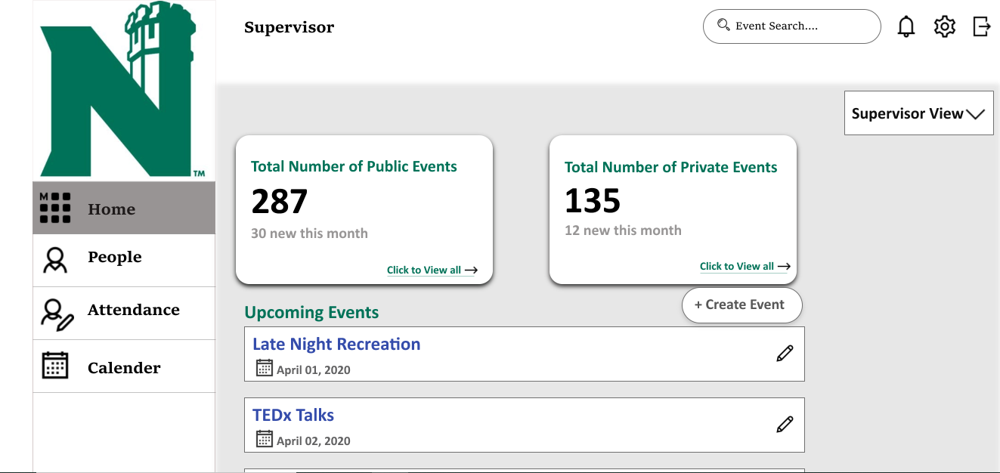 N
TM
Supervisor
Event Search....
M
Home
People
Attendance
Calender
Supervisor View
Total Number of Public Events
287
30 new this month
Click to View all
Total Number of Private Events
135
12 new this month
Click to View all
Upcoming Events
+ Create Event
Late Night Recreation
April 01, 2020
TEDx Talks
April 02, 2020